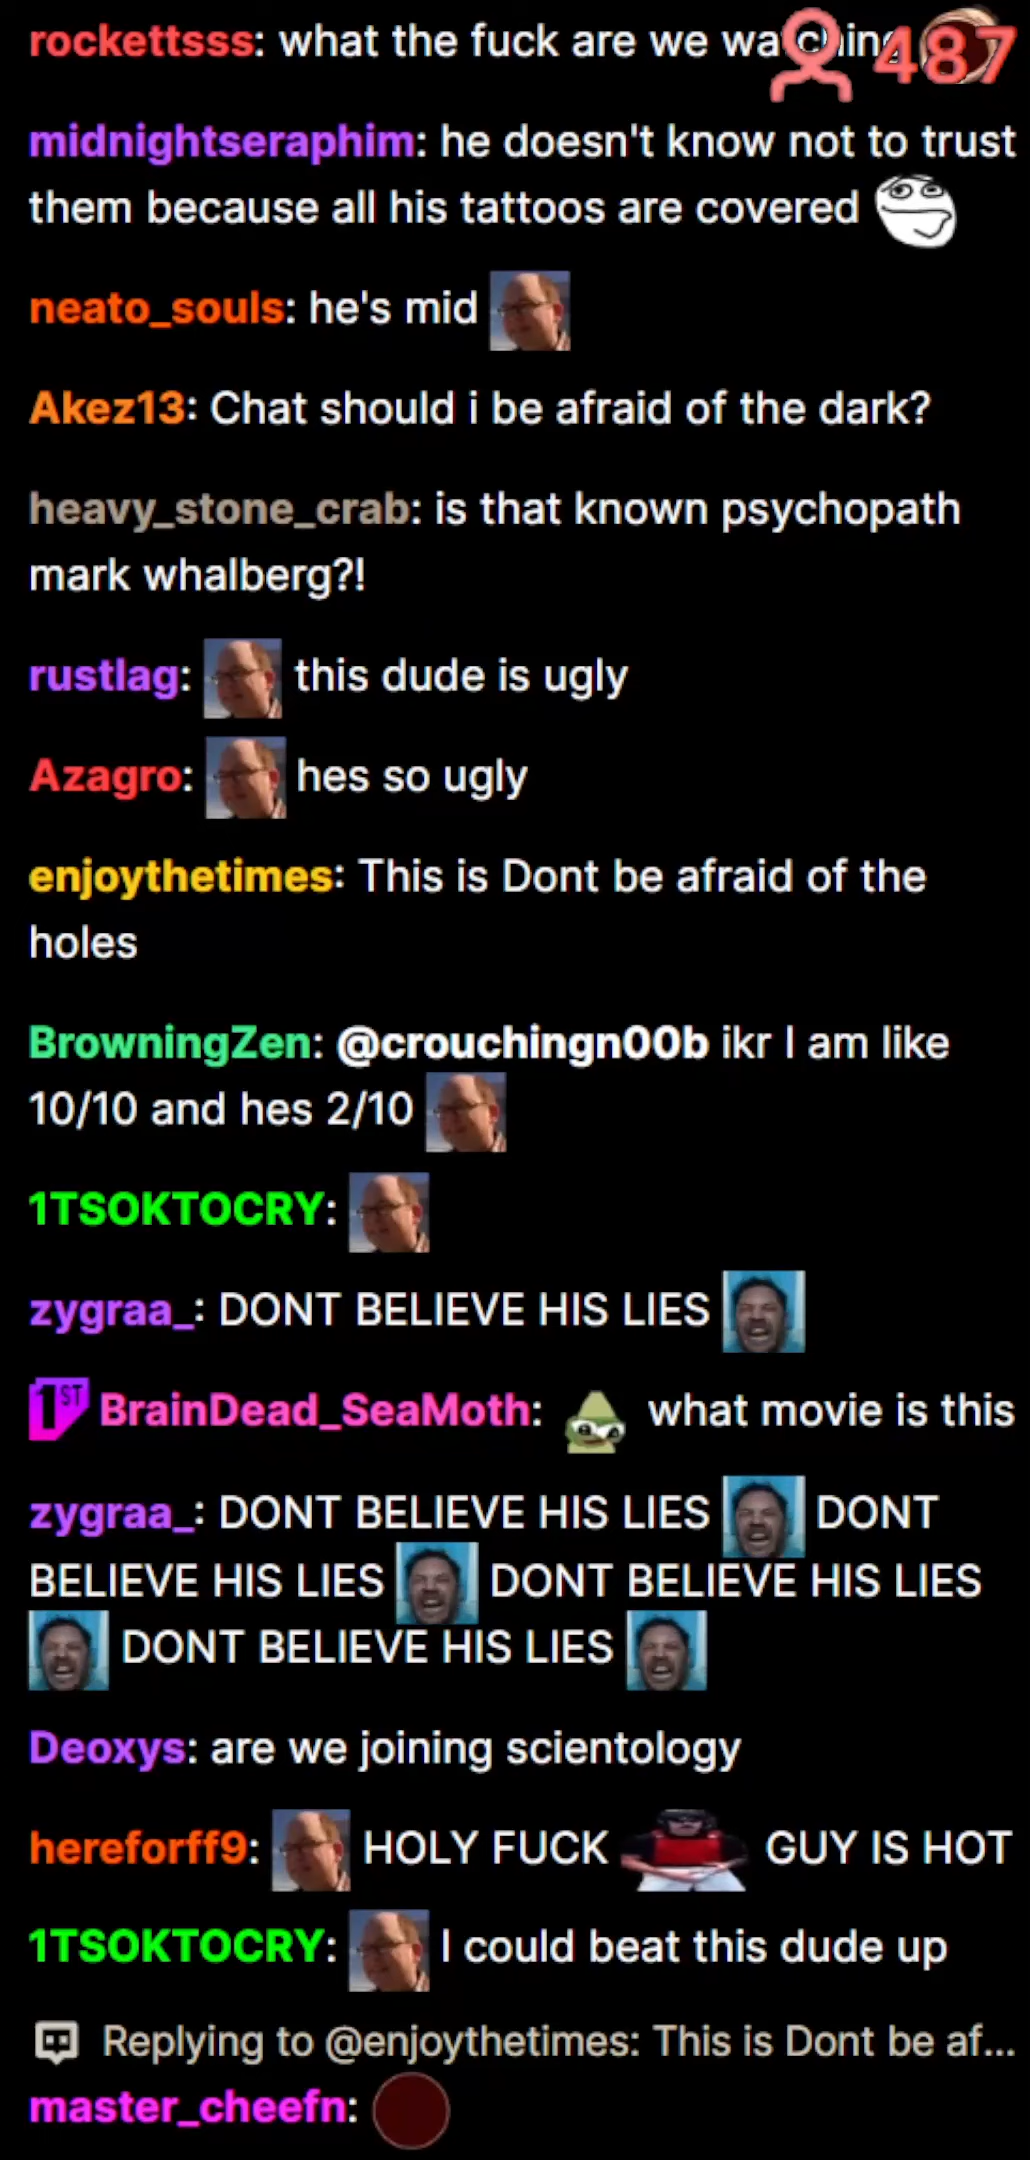 rockettsss: what the fuck are we watching
487
midnightseraphim: he doesn't know not to trust
them because all his tattoos are covered
neato_souls: he's mid
Akez13: Chat should i be afraid of the dark?
heavy_stone_crab: is that known psychopath
mark whalberg?!
rustlag: this dude is ugly
Azagro: hes so ugly
enjoythetimes: This is Dont be afraid of the
holes
BrowningZen: @crouchingn00b ikr I am like
10/10 and hes 2/10
1TSOKTOCRY:
zygraa_: DONT BELIEVE HIS LIES
1ST BrainDead_SeaMoth: what movie is this
zygraa_: DONT BELIEVE HIS LIES DONT
BELIEVE HIS LIES DONT BELIEVE HIS LIES
DONT BELIEVE HIS LIES
Deoxys: are we joining scientology
hereforff9: HOLY FUCK GUY IS HOT
1TSOKTOCRY: I could beat this dude up
Replying to @enjoythetimes: This is Dont be af...
master_cheefn: